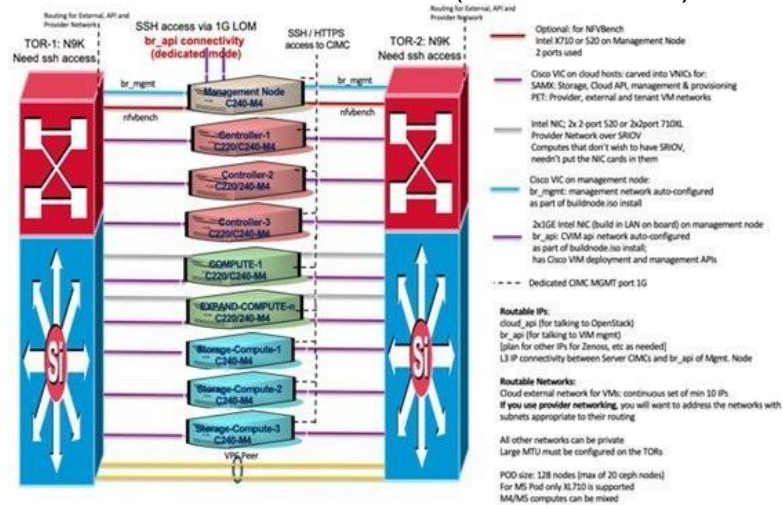 Routing for External, API and
Provider Network
TOR-1: N9K
Need ssh access
SSH access via 1G LOM
br_api connectivity
(dedicated mode)
SSH / HTTPS
access to CIMC
Routing for External, API and
Provider Network
TOR-2: N9K
Need ssh access
br_mgmt
br_mgmt
nfvbench
nfvbench
Management Node
C240-M4
Controller-1
C220/C240-M4
Controller-2
C220/240-M4
Controller-3
C220/C240-M4
COMPUTE-1
C220/C240-M4
EXPAND-COMPUTE-n
C220/240-M4
Storage-Compute-1
C240-M4
Storage-Compute-2
C240-M4
Storage-Compute-3
C240-M4
VPC Peer
Si
Si
Optional: for NFVBench
Intel X710 or 520 on Management Node
2 ports used
Cisco VIC on cloud hosts: carved into VNICs for:
SAMX: Storage, Cloud API, management & provisioning
PET: Provider, external and tenant VM networks
Intel NIC; 2x 2-port 520 or 2x2port 710XL
Provider Network over SRIOV
Computes that don't wish to have SRIOV,
needn't put the NIC cards in them
Cisco VIC on management node:
br_mgmt: management network auto-configured
as part of buildnode.iso install
2x1GE Intel NIC (build in LAN on board) on management node
br_api: CVIM api network auto-configured
as part of buildnode.iso install;
has Cisco VIM deployment and management APIs
Dedicated CIMC MGMT port 1G
Routable IPs:
cloud_api (for talking to OpenStack)
br_api (for talking to VIM mgmt)
[plan for other IPs for Zenoss, etc as needed]
L3 IP connectivity between Server CIMCs and br_api of Mgmt. Node
Routable Networks:
Cloud external network for VMs: continuous set of min 10 IPs
If you use provider networking, you will want to address the networks with
subnets appropriate to their routing
All other networks can be private
Large MTU must be configured on the TORs
POD size: 128 nodes (max of 20 ceph nodes)
For M5 Pod only XL710 is supported
M4/M5 computes can be mixed